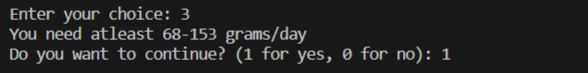 Enter your choice: 3
You need atleast 68-153 grams/day
Do you want to continue? (1 for yes, 0 for no): 1